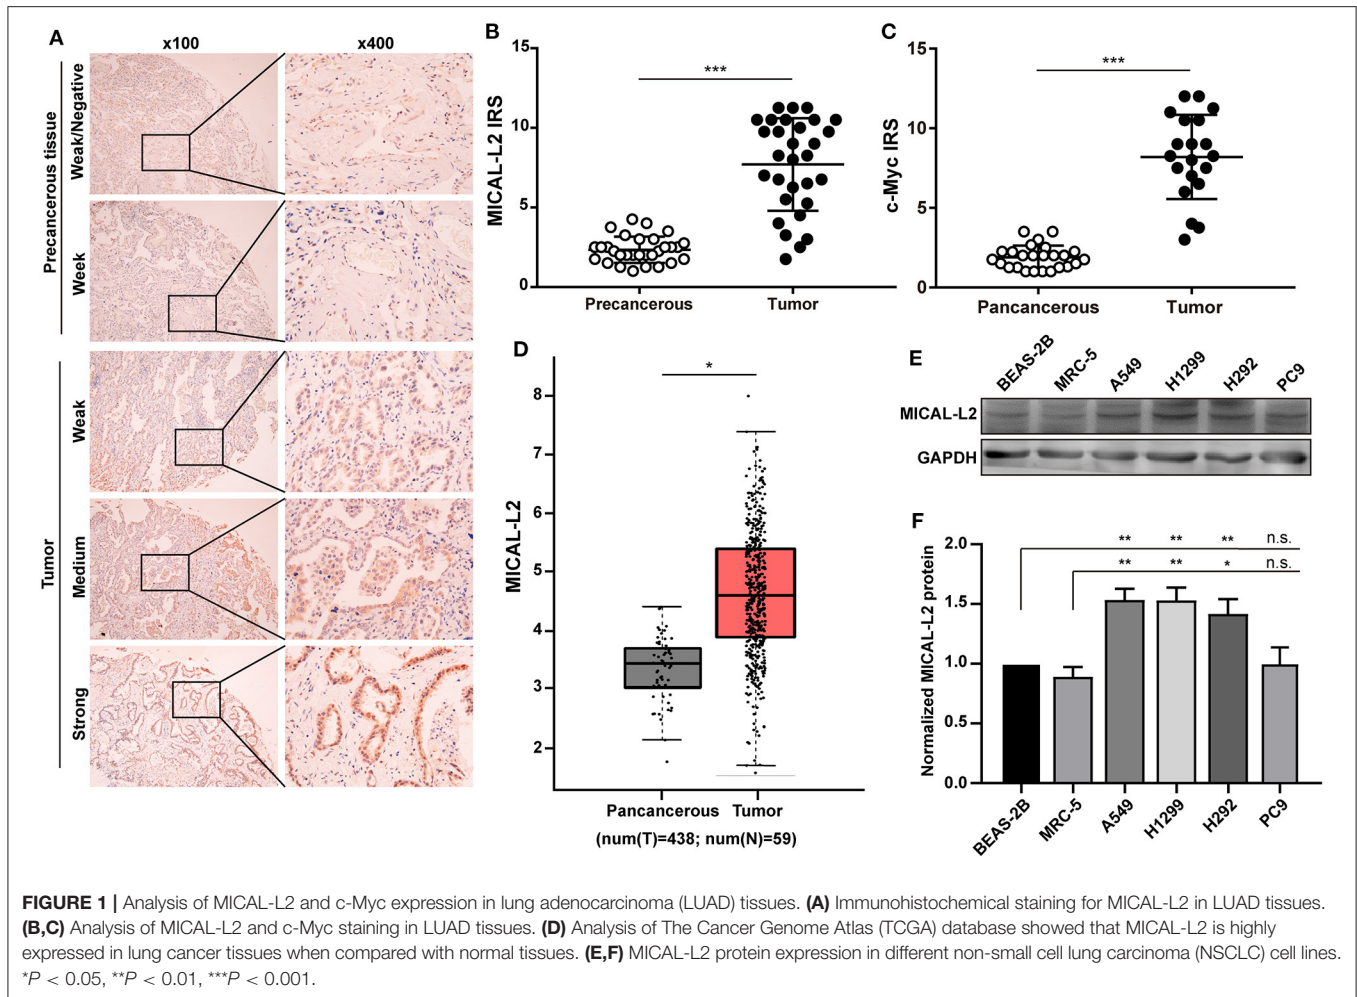 A
x100
x400
Precancerous tissue
Weak/Negative
Week
Tumor
Weak
Medium
Strong
B
MICAL-L2 IRS
15
10
5
0
***
Precancerous
Tumor
C
c-Myc IRS
15
10
5
0
***
Pancancerous
Tumor
D
MICAL-L2
8
7
6
5
4
3
2
*
Pancancerous
Tumor
(num(T)=438; num(N)=59)
E
BEAS-2B
MRC-5
A549
H1299
H292
PC9
MICAL-L2
GAPDH
F
Normalized MICAL-L2 protein
2.0
1.5
1.0
0.5
0.0
** ** ** n.s.
** ** * n.s.
BEAS-2B
MRC-5
A549
H1299
H292
PC9
FIGURE 1 | Analysis of MICAL-L2 and c-Myc expression in lung adenocarcinoma (LUAD) tissues. (A) Immunohistochemical staining for MICAL-L2 in LUAD tissues.
(B,C) Analysis of MICAL-L2 and c-Myc staining in LUAD tissues. (D) Analysis of The Cancer Genome Atlas (TCGA) database showed that MICAL-L2 is highly
expressed in lung cancer tissues when compared with normal tissues. (E,F) MICAL-L2 protein expression in different non-small cell lung carcinoma (NSCLC) cell lines.
*P < 0.05, **P < 0.01, ***P < 0.001.